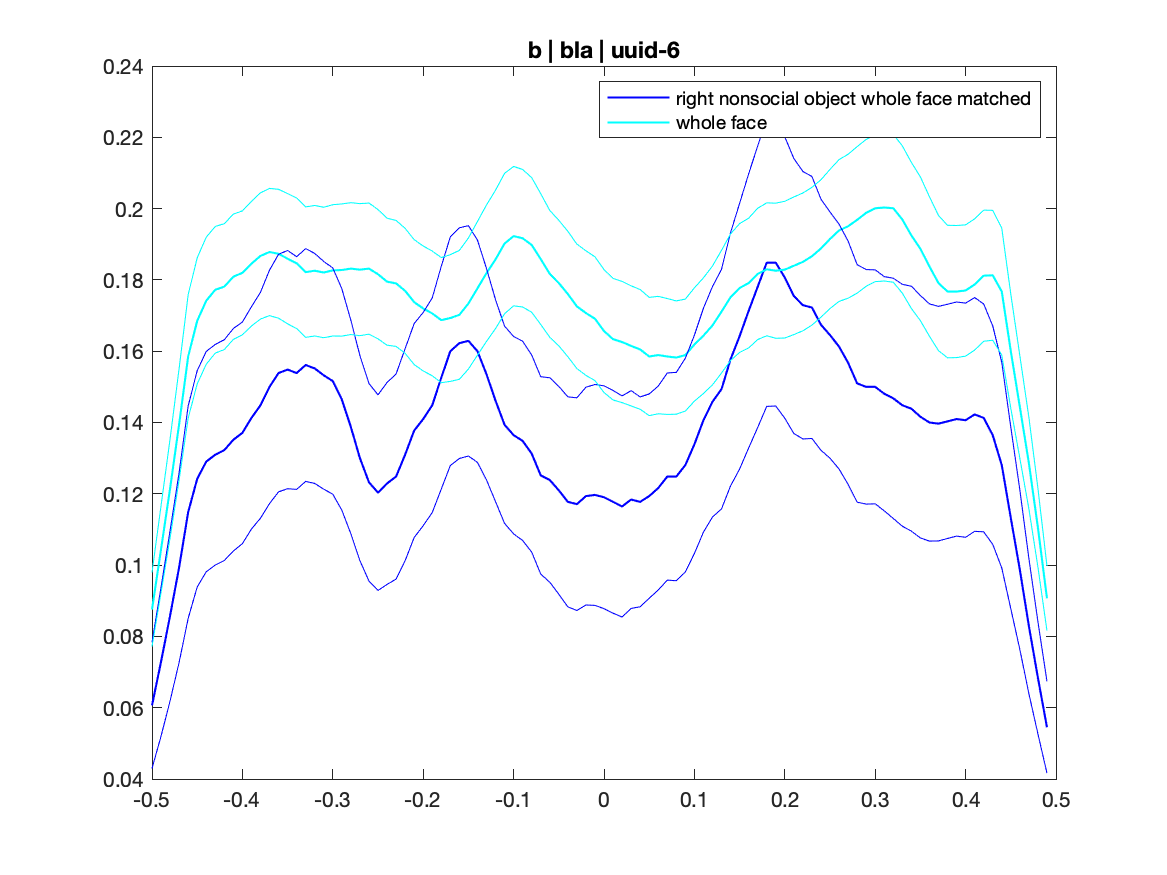 b | bla | uuid-6
right nonsocial object whole face matched
whole face
0.24
0.22
0.2
0.18
0.16
0.14
0.12
0.1
0.08
0.06
0.04
-0.5 -0.4 -0.3 -0.2 -0.1 0 0.1 0.2 0.3 0.4 0.5